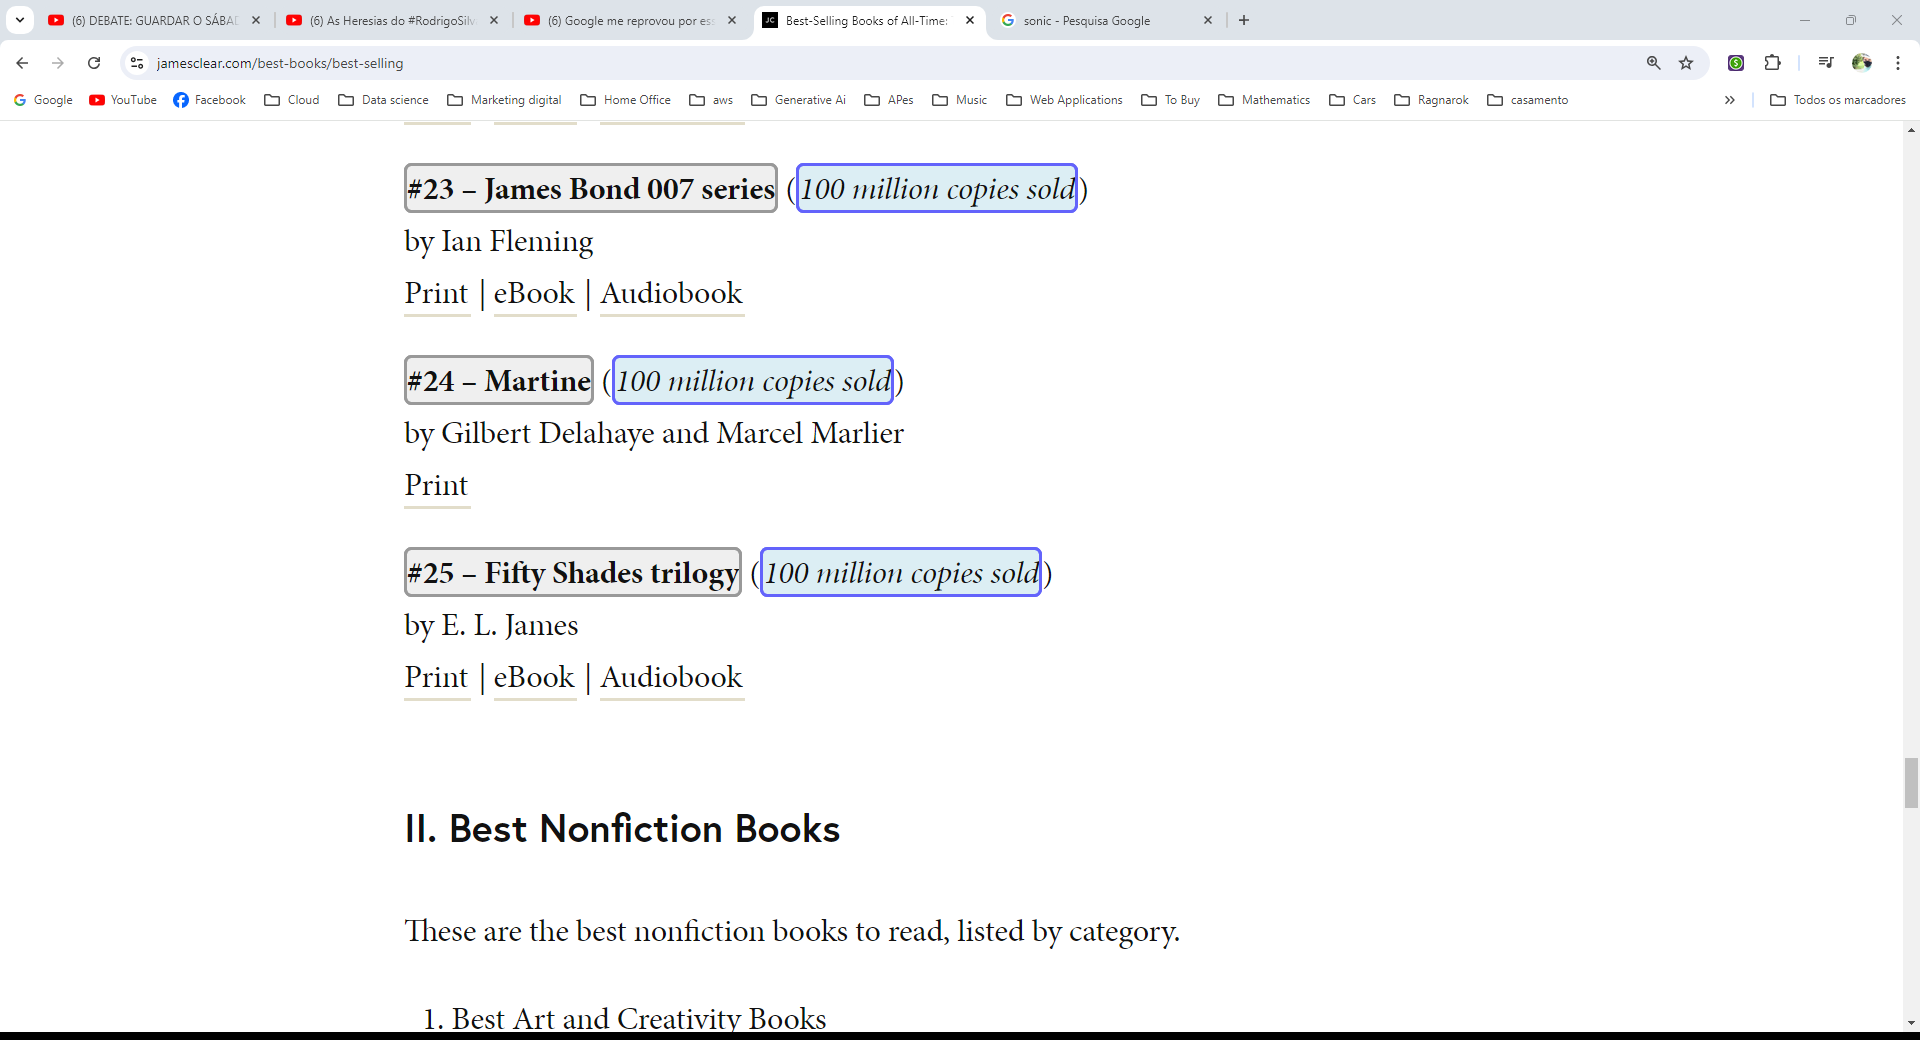 (6) DEBATE: GUARDAR O SÁBAD
(6) As Heresias do #RodrigoSilv
(6) Google me reprovou por es
JC Best-Selling Books of All-Time:
sonic - Pesquisa Google
jamesclear.com/best-books/best-selling
Google YouTube Facebook Cloud Data science Marketing digital Home Office aws Generative Ai APes Music Web Applications To Buy Mathematics Cars Ragnarok casamento » Todos os marcadores
#23 – James Bond 007 series (100 million copies sold)
by Ian Fleming
Print | eBook | Audiobook
#24 – Martine (100 million copies sold)
by Gilbert Delahaye and Marcel Marlier
Print
#25 – Fifty Shades trilogy (100 million copies sold)
by E. L. James
Print | eBook | Audiobook
II. Best Nonfiction Books
These are the best nonfiction books to read, listed by category.
1. Best Art and Creativity Books